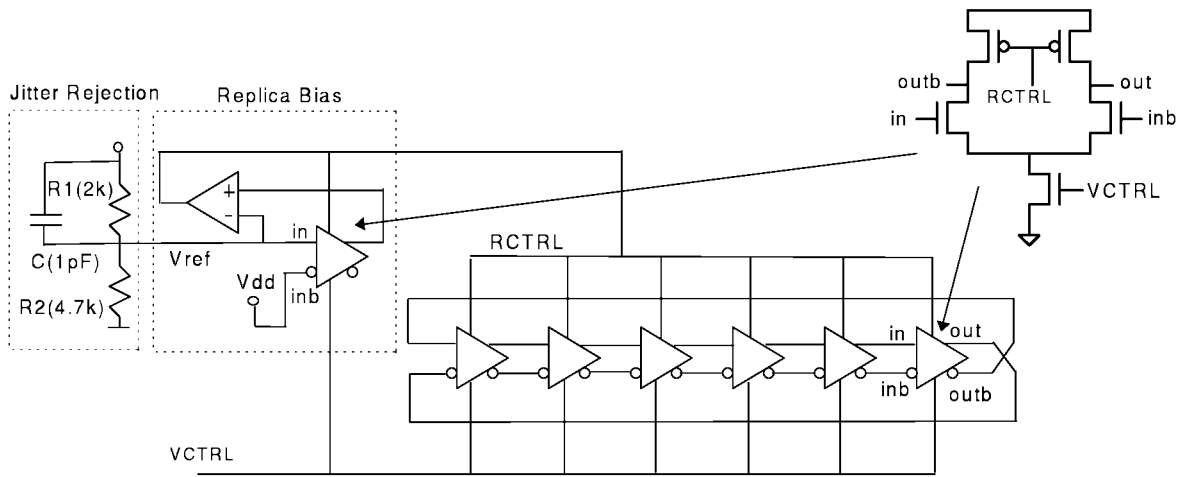 Jitter Rejection
Replica Bias
R1(2k)
C(1pF)
R2(4.7k)
+
-
in
Vref
Vdd
inb
outb
out
RCTRL
in
inb
VCTRL
RCTRL
in
out
inb
outb
VCTRL